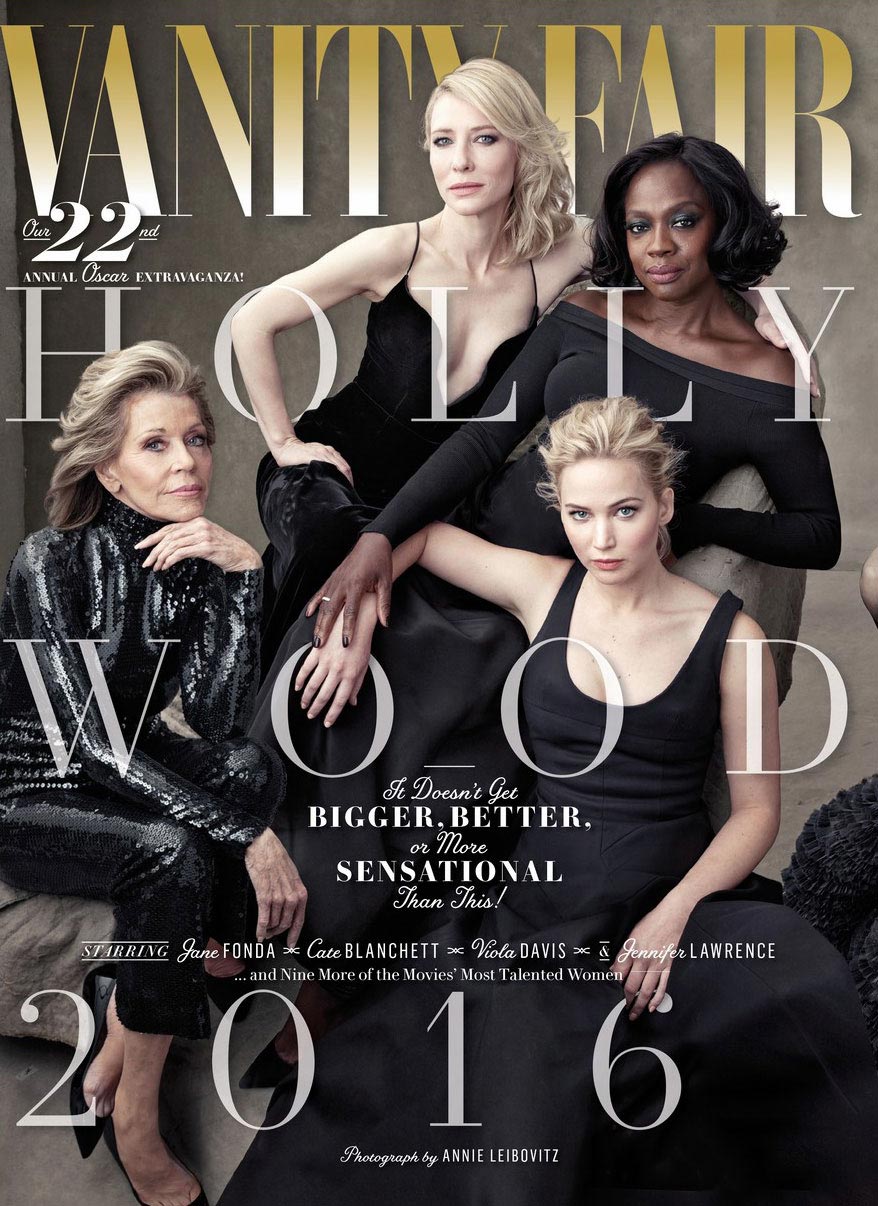 VANITY FAIR
Our 22nd
ANNUAL Oscar EXTRAVAGANZA!
HOLLY
WOOD
It Doesn't Get
BIGGER, BETTER,
or More
SENSATIONAL
Than This!
STARRING Jane FONDA Cate BLANCHETT Viola DAVIS & Jennifer LAWRENCE
... and Nine More of the Movies' Most Talented Women
2016
Photograph by ANNIE LEIBOVITZ